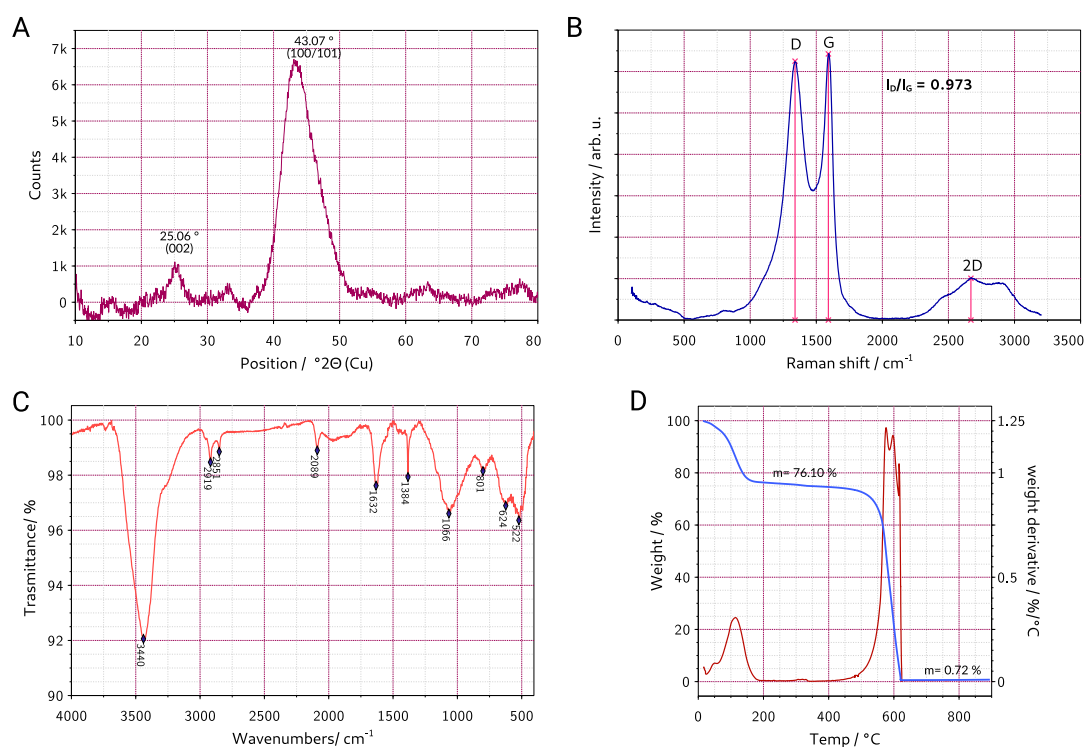 A
43.07 °
(100/101)
25.06 °
(002)
7k
6k
5k
4k
3k
2k
1k
0
Counts
10 20 30 40 50 60 70 80
Position / °2Θ (Cu)
B
D G
I_D/I_G = 0.973
2D
Intensity / arb. u.
0 500 1000 1500 2000 2500 3000 3500
Raman shift / cm⁻¹
C
100
98
96
94
92
90
Trasmittance/ %
3440
2919
2851
2089
1632
1384
1066
801
624
522
4000 3500 3000 2500 2000 1500 1000 500
Wavenumbers/ cm⁻¹
D
100
80
60
40
20
0
Weight / %
m= 76.10 %
m= 0.72 %
1.25
1
0.5
0
weight derivative / %/°C
0 200 400 600 800
Temp / °C